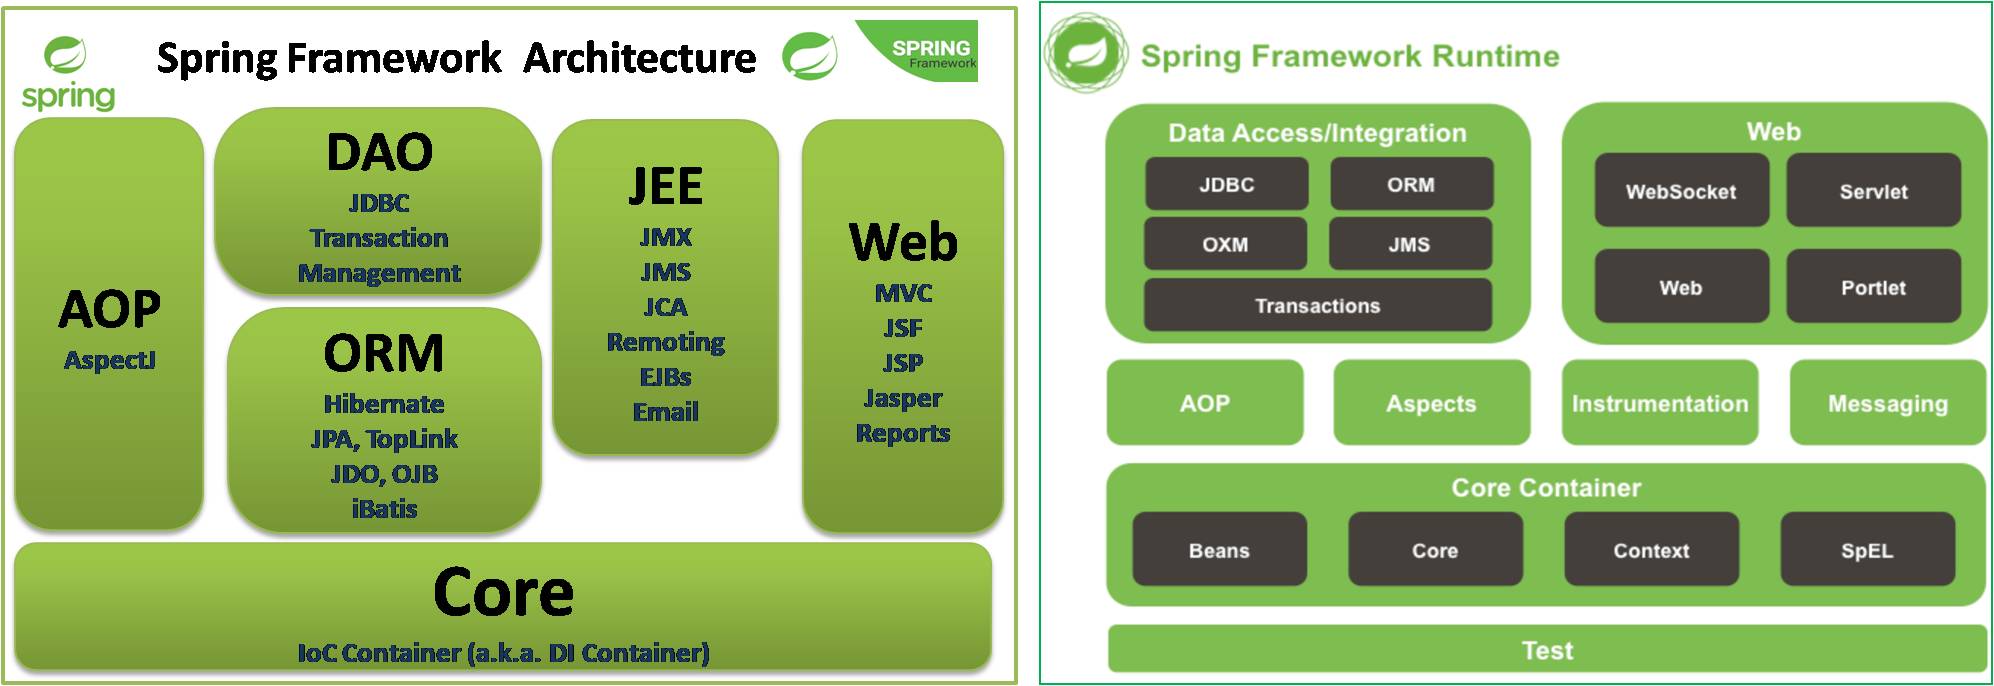 spring
Spring Framework  Architecture
SPRING
Framework
AOP
AspectJ
DAO
JDBC
Transaction
Management
ORM
Hibernate
JPA, TopLink
JDO, OJB
iBatis
JEE
JMX
JMS
JCA
Remoting
EJBs
Email
Web
MVC
JSF
JSP
Jasper
Reports
Core
IoC Container (a.k.a. DI Container)
Spring Framework Runtime
Data Access/Integration
JDBC
ORM
OXM
JMS
Transactions
Web
WebSocket
Servlet
Web
Portlet
AOP
Aspects
Instrumentation
Messaging
Core Container
Beans
Core
Context
SpEL
Test